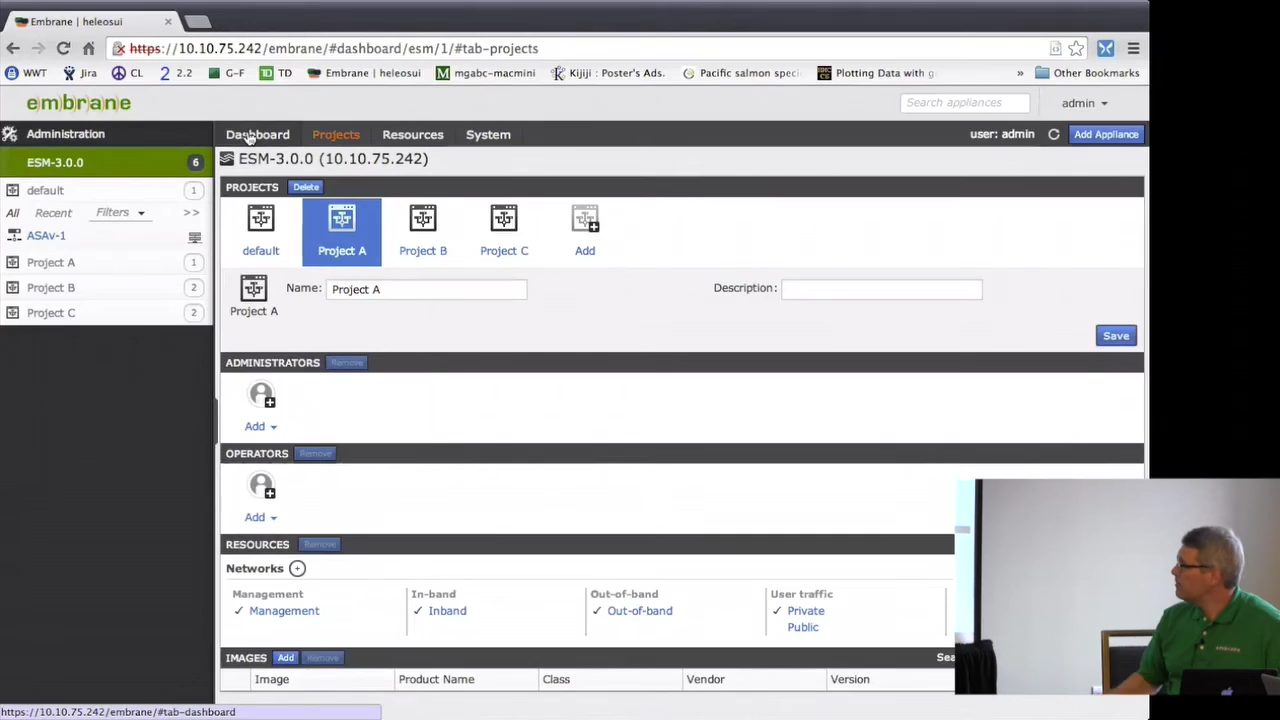 Embrane | heleosui
https://10.10.75.242/embrane/#dashboard/esm/1/#tab-projects
WWT Jira CL 2.2 G-F TD Embrane | heleosui mgabc-macmini Kijiji : Poster's Ads. Pacific salmon speci Plotting Data with g » Other Bookmarks
embrane Search appliances admin
Administration Dashboard Projects Resources System user: admin Add Appliance
ESM-3.0.0 6 ESM-3.0.0 (10.10.75.242)
default 1 PROJECTS Delete
All Recent Filters >>
ASAv-1
default Project A Project B Project C Add
Project A 1
Project B 2 Name: Project A Description:
Project C 2 Project A
Save
ADMINISTRATORS Remove
Add
OPERATORS Remove
Add
RESOURCES Remove
Networks
Management In-band Out-of-band User traffic
✓ Management ✓ Inband ✓ Out-of-band ✓ Private
Public
IMAGES Add Remove Sea
Image Product Name Class Vendor Version
https://10.10.75.242/embrane/#tab-dashboard